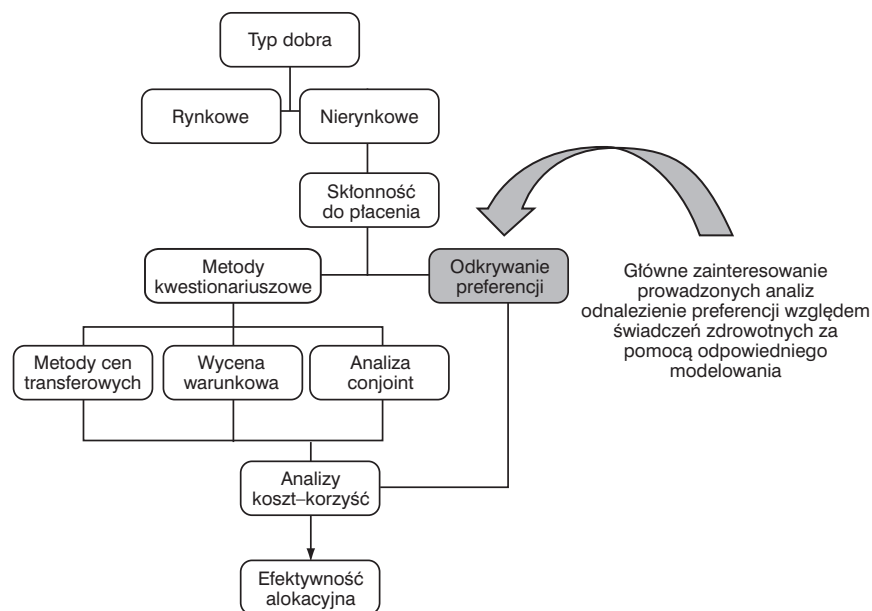 Typ dobra
Rynkowe
Nierynkowe
Skłonność
do płacenia
Metody
kwestionariuszowe
Odkrywanie
preferencji
Główne zainteresowanie
prowadzonych analiz
odnalezienie preferencji względem
świadczeń zdrowotnych za
pomocą odpowiedniego
modelowania
Metody cen
transferowych
Wycena
warunkowa
Analiza
conjoint
Analizy
koszt–korzyść
Efektywność
alokacyjna